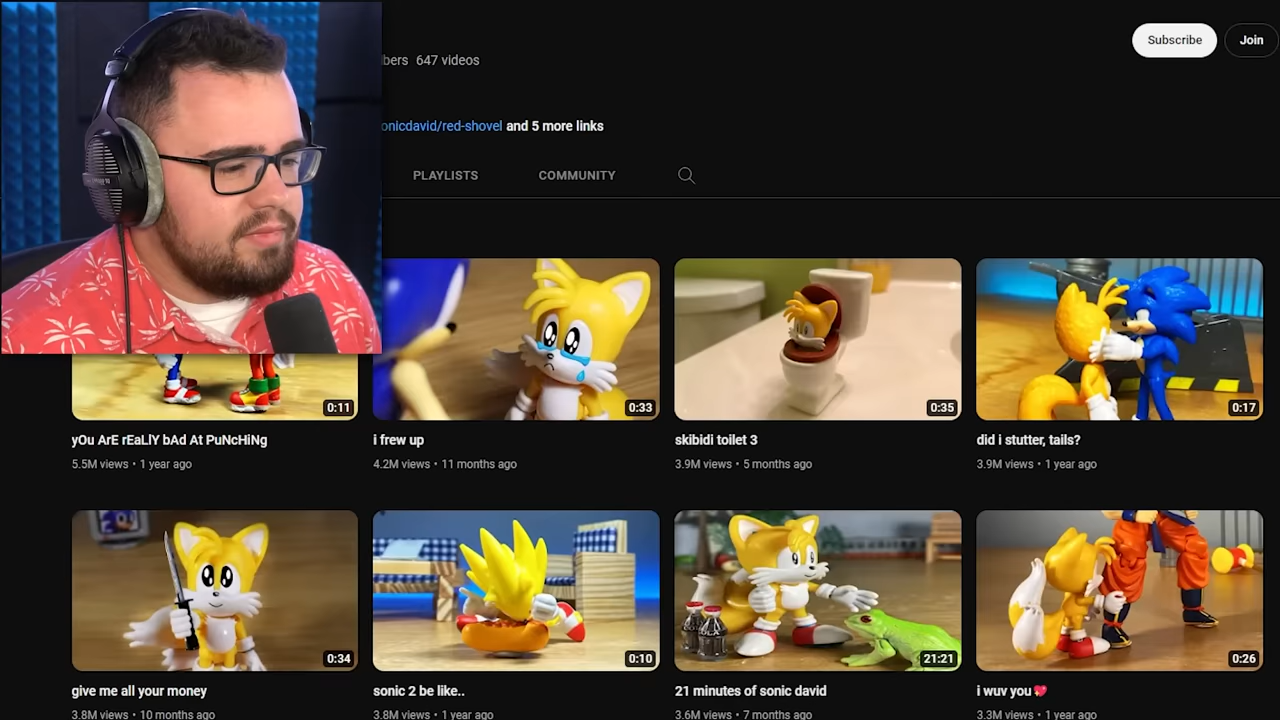 Subscribe
Join
bers 647 videos
onicdavid/red-shovel and 5 more links
PLAYLISTS
COMMUNITY
0:11
0:33
0:35
0:17
yOu ArE rEaLlY bAd At PuNcHiNg
i frew up
skibidi toilet 3
did i stutter, tails?
5.5M views • 1 year ago
4.2M views • 11 months ago
3.9M views • 5 months ago
3.9M views • 1 year ago
COLA
0:34
0:10
21:21
0:26
give me all your money
sonic 2 be like..
21 minutes of sonic david
i wuv you💖
3.8M views • 10 months ago
3.8M views • 1 year ago
3.6M views • 7 months ago
3.3M views • 1 year ago